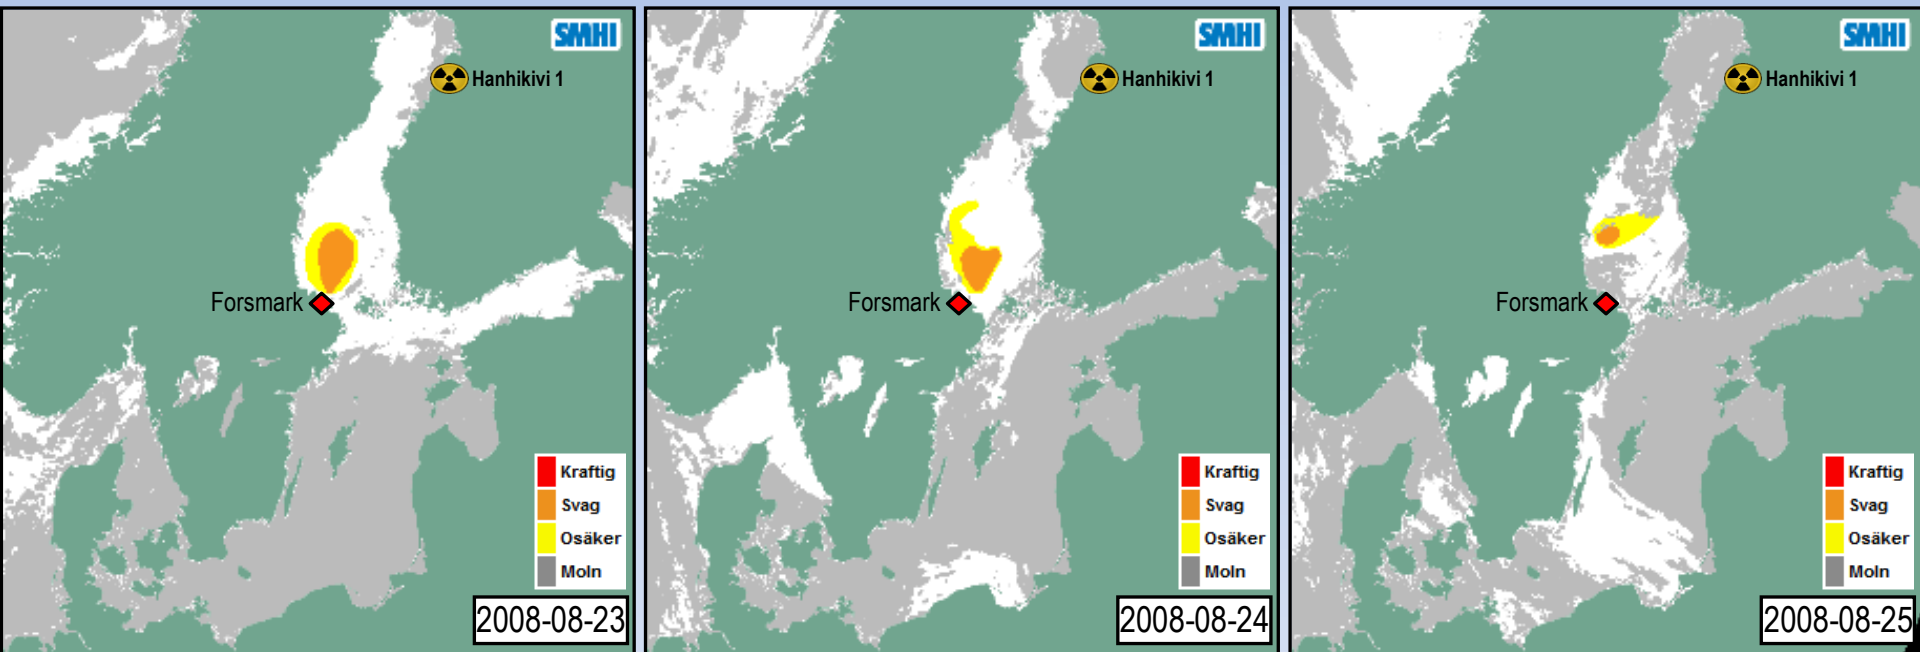 SMHI
Hanhikivi 1
Forsmark
Kraftig
Svag
Osäker
Moln
2008-08-23
SMHI
Hanhikivi 1
Forsmark
Kraftig
Svag
Osäker
Moln
2008-08-24
SMHI
Hanhikivi 1
Forsmark
Kraftig
Svag
Osäker
Moln
2008-08-25